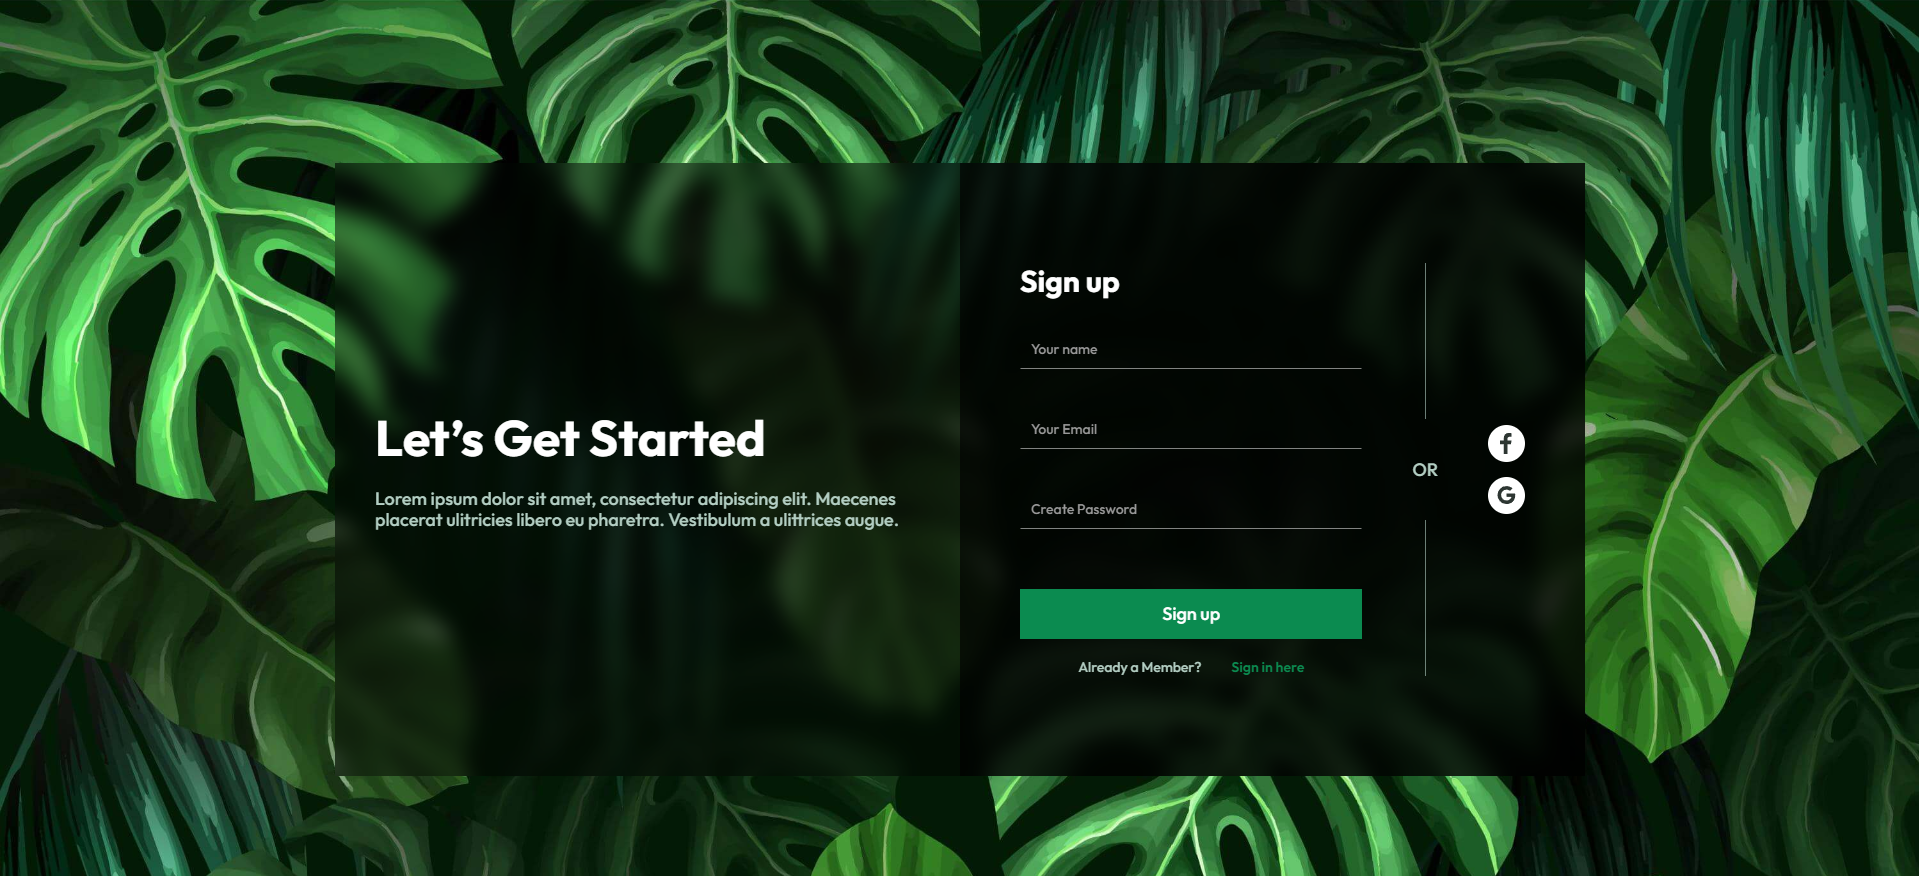 Let's Get Started
Lorem ipsum dolor sit amet, consectetur adipiscing elit. Maecenes
placerat ulitricies libero eu pharetra. Vestibulum a ulittrices augue.
Sign up
Your name
Your Email
Create Password
Sign up
Already a Member? Sign in here
OR
f
G